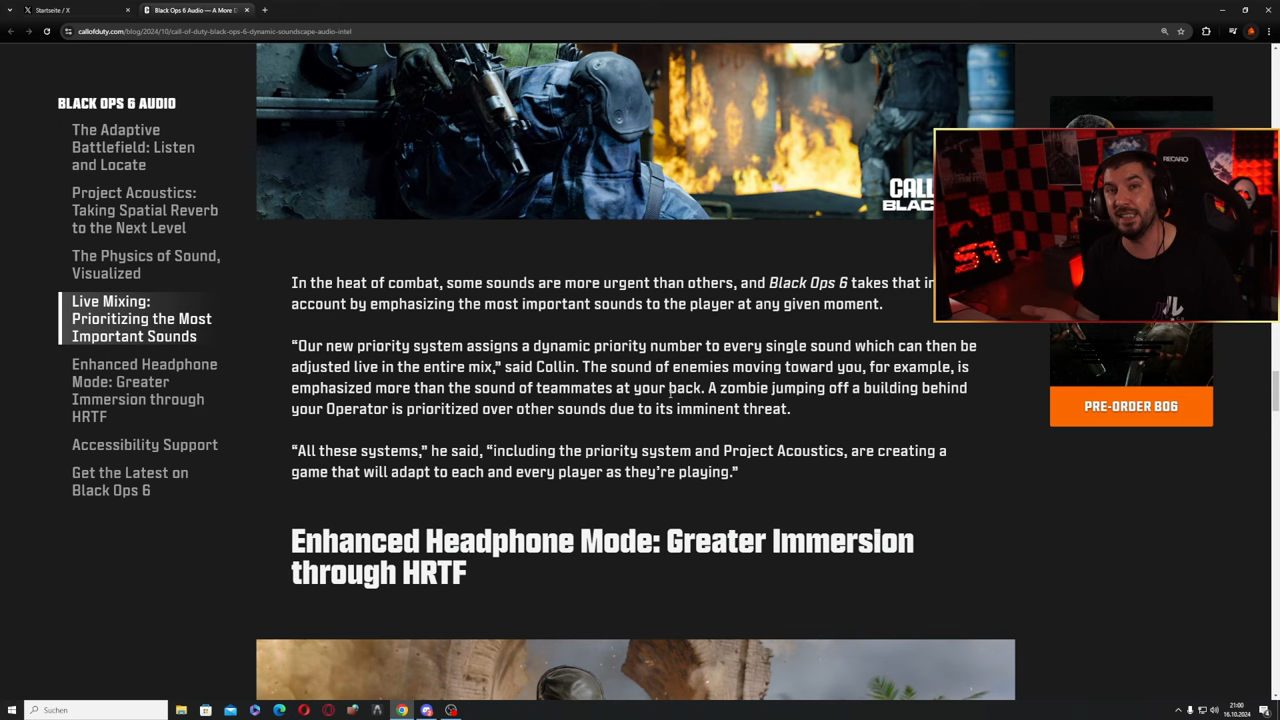 Startseite / X
Black Ops 6 Audio — A More D
callofduty.com/blog/2024/10/call-of-duty-black-ops-6-dynamic-soundscape-audio-intel
BLACK OPS 6 AUDIO
The Adaptive
Battlefield: Listen
and Locate
Project Acoustics:
Taking Spatial Reverb
to the Next Level
The Physics of Sound,
Visualized
Live Mixing:
Prioritizing the Most
Important Sounds
Enhanced Headphone
Mode: Greater
Immersion through
HRTF
Accessibility Support
Get the Latest on
Black Ops 6
CALL
BLAC
RECARO
In the heat of combat, some sounds are more urgent than others, and Black Ops 6 takes that in
account by emphasizing the most important sounds to the player at any given moment.
“Our new priority system assigns a dynamic priority number to every single sound which can then be
adjusted live in the entire mix,” said Collin. The sound of enemies moving toward you, for example, is
emphasized more than the sound of teammates at your back. A zombie jumping off a building behind
your Operator is prioritized over other sounds due to its imminent threat.
“All these systems,” he said, “including the priority system and Project Acoustics, are creating a
game that will adapt to each and every player as they’re playing.”
Enhanced Headphone Mode: Greater Immersion
through HRTF
PRE-ORDER BO6
Suchen
21:00
16.10.2024